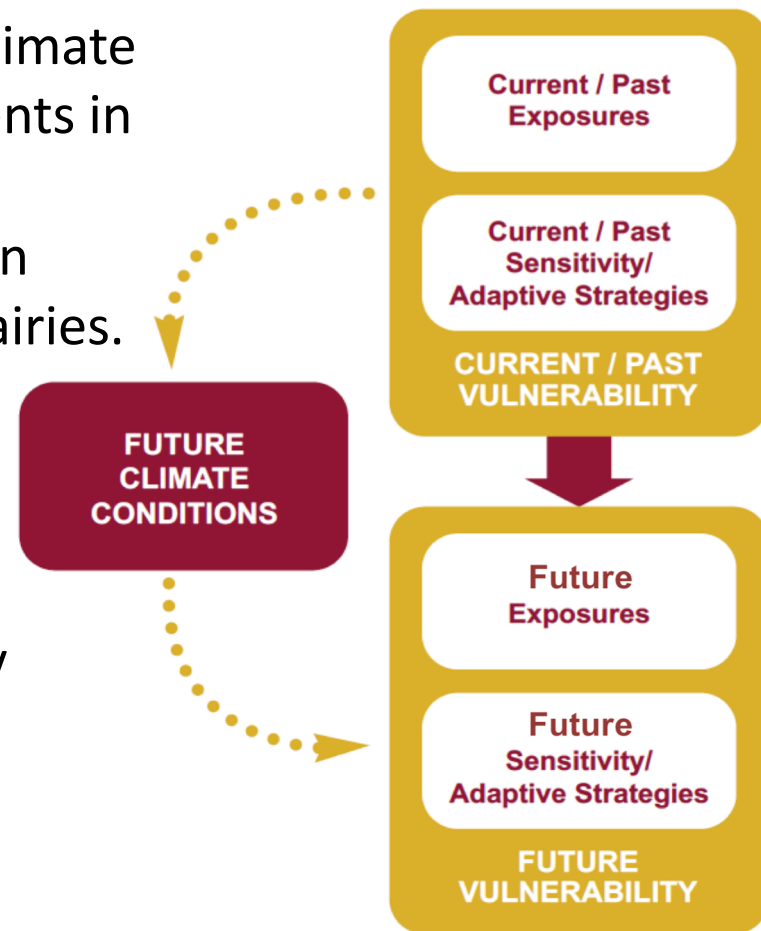 limate
nts in
n
airies.
y
Current / Past
Exposures
Current / Past
Sensitivity/
Adaptive Strategies
CURRENT / PAST
VULNERABILITY
FUTURE
CLIMATE
CONDITIONS
Future
Exposures
Future
Sensitivity/
Adaptive Strategies
FUTURE
VULNERABILITY